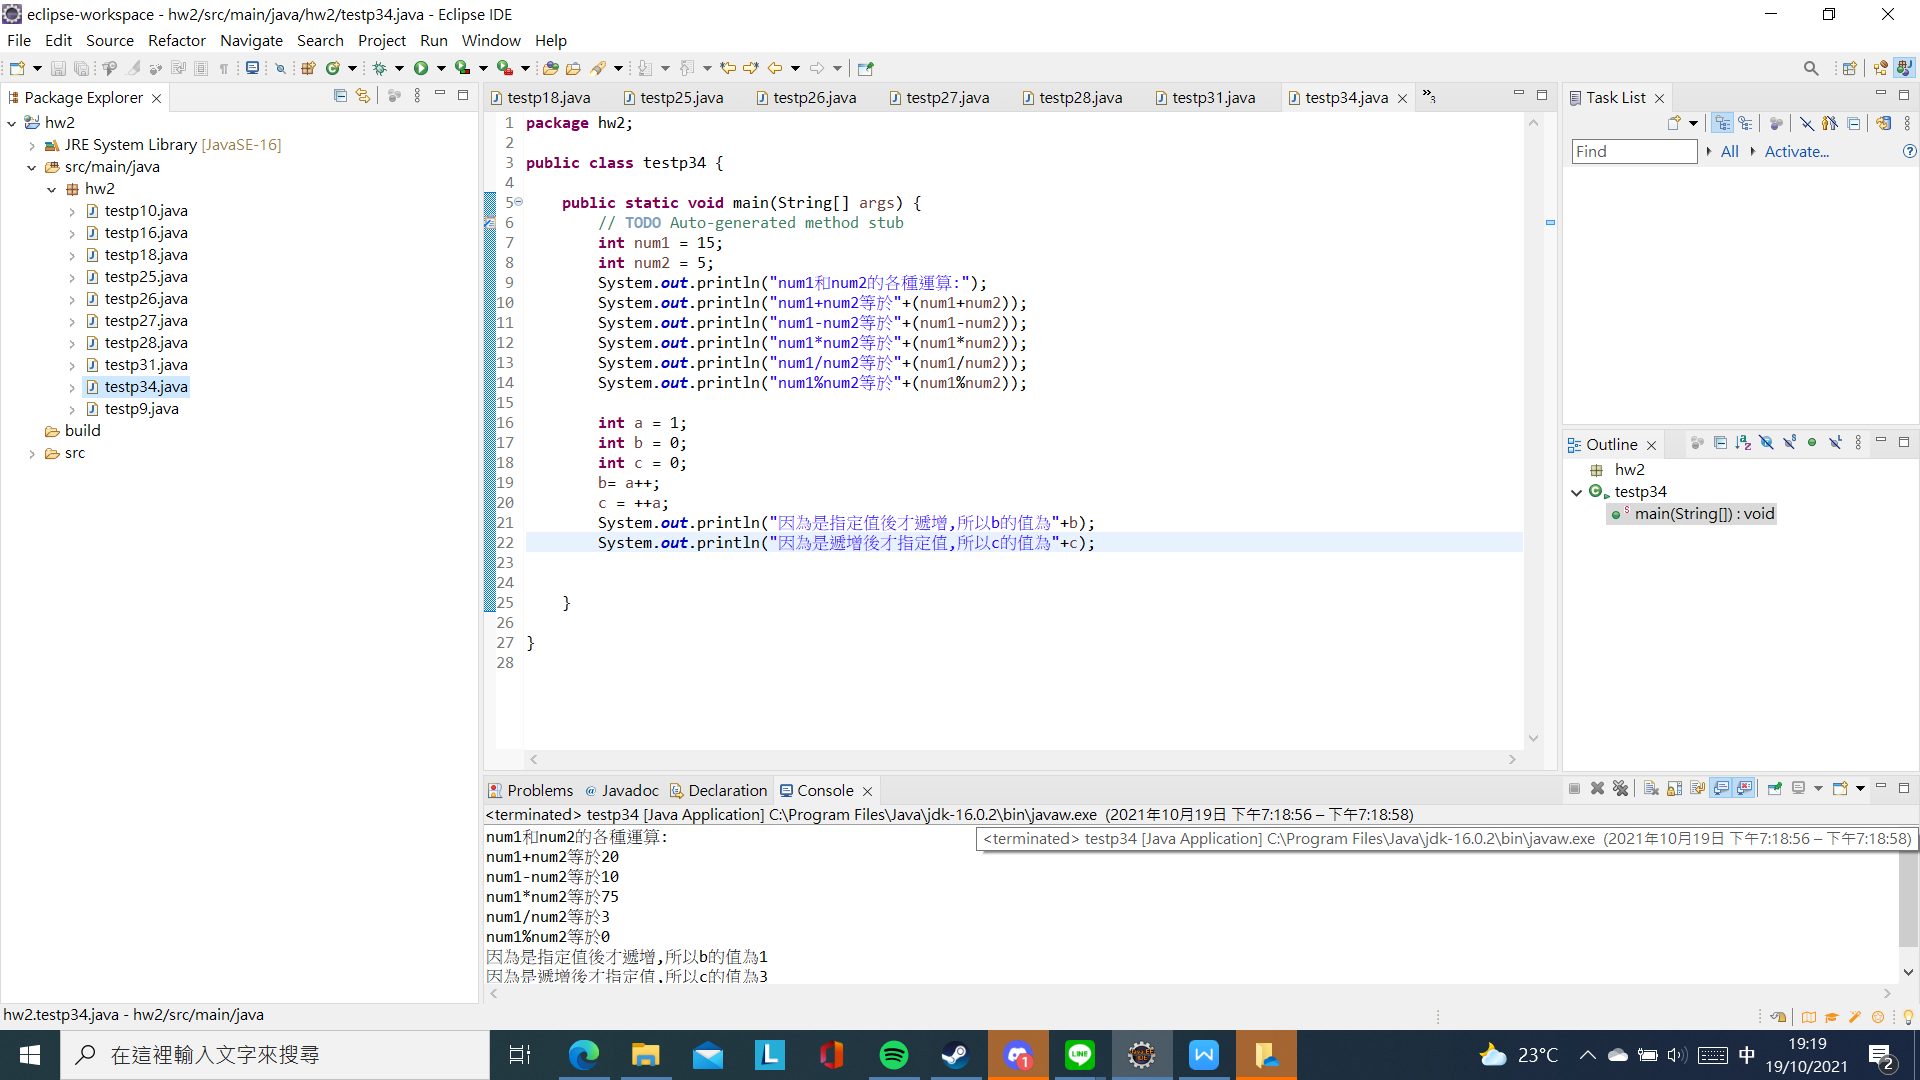 eclipse-workspace - hw2/src/main/java/hw2/testp34.java - Eclipse IDE
File Edit Source Refactor Navigate Search Project Run Window Help
Package Explorer
hw2
JRE System Library [JavaSE-16]
src/main/java
hw2
testp10.java
testp16.java
testp18.java
testp25.java
testp26.java
testp27.java
testp28.java
testp31.java
testp34.java
testp9.java
build
src
testp18.java testp25.java testp26.java testp27.java testp28.java testp31.java testp34.java »3
1 package hw2;
2
3 public class testp34 {
4
5 public static void main(String[] args) {
6 // TODO Auto-generated method stub
7 int num1 = 15;
8 int num2 = 5;
9 System.out.println("num1和num2的各種運算:");
10 System.out.println("num1+num2等於"+(num1+num2));
11 System.out.println("num1-num2等於"+(num1-num2));
12 System.out.println("num1*num2等於"+(num1*num2));
13 System.out.println("num1/num2等於"+(num1/num2));
14 System.out.println("num1%num2等於"+(num1%num2));
15
16 int a = 1;
17 int b = 0;
18 int c = 0;
19 b= a++;
20 c = ++a;
21 System.out.println("因為是指定值後才遞增,所以b的值為"+b);
22 System.out.println("因為是遞增後才指定值,所以c的值為"+c);
23
24
25 }
26
27 }
28
Task List
Find All Activate...
Outline
hw2
testp34
main(String[]) : void
Problems @ Javadoc Declaration Console
<terminated> testp34 [Java Application] C:\Program Files\Java\jdk-16.0.2\bin\javaw.exe (2021年10月19日 下午7:18:56 – 下午7:18:58)
<terminated> testp34 [Java Application] C:\Program Files\Java\jdk-16.0.2\bin\javaw.exe (2021年10月19日 下午7:18:56 – 下午7:18:58)
num1和num2的各種運算:
num1+num2等於20
num1-num2等於10
num1*num2等於75
num1/num2等於3
num1%num2等於0
因為是指定值後才遞增,所以b的值為1
因為是遞增後才指定值,所以c的值為3
hw2.testp34.java - hw2/src/main/java
在這裡輸入文字來搜尋
23°C
中
19:19
19/10/2021
2